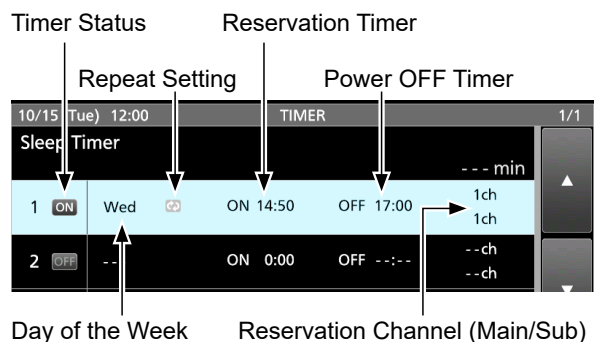 Timer Status
Reservation Timer
Repeat Setting
Power OFF Timer
10/15 (Tue) 12:00 TIMER 1/1
Sleep Timer
- - - min
1 ON Wed ON 14:50 OFF 17:00 1ch
1ch
2 OFF -- ON 0:00 OFF --:-- --ch
--ch
Day of the Week
Reservation Channel (Main/Sub)